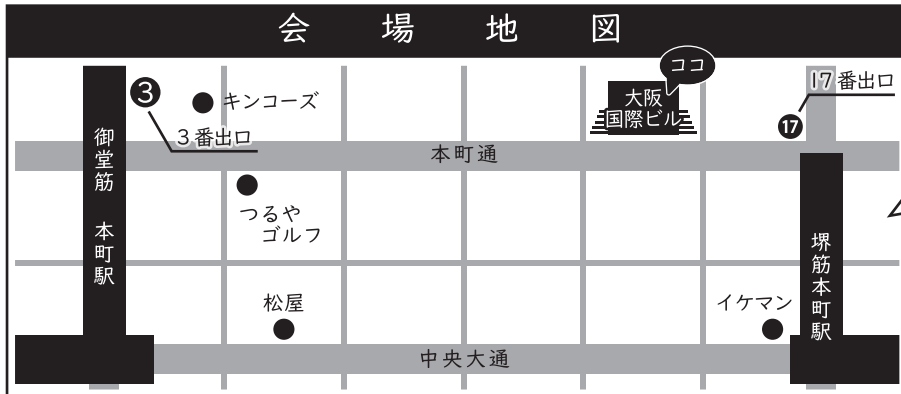 会場地図
ココ
3
キンコーズ
3番出口
大阪
国際ビル
17番出口
17
本町通
御堂筋 本町駅
つるや
ゴルフ
堺筋本町駅
松屋
イケマン
中央大通